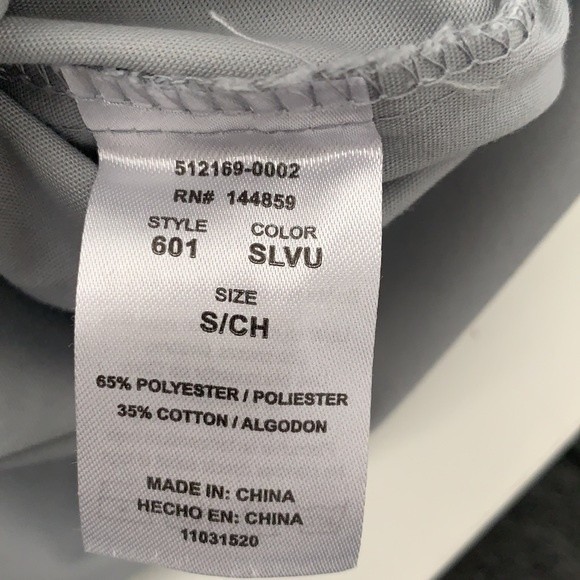 512169-0002
RN# 144859
STYLE COLOR
601 SLVU
SIZE
S/CH
65% POLYESTER / POLIESTER
35% COTTON / ALGODON
MADE IN: CHINA
HECHO EN: CHINA
11031520